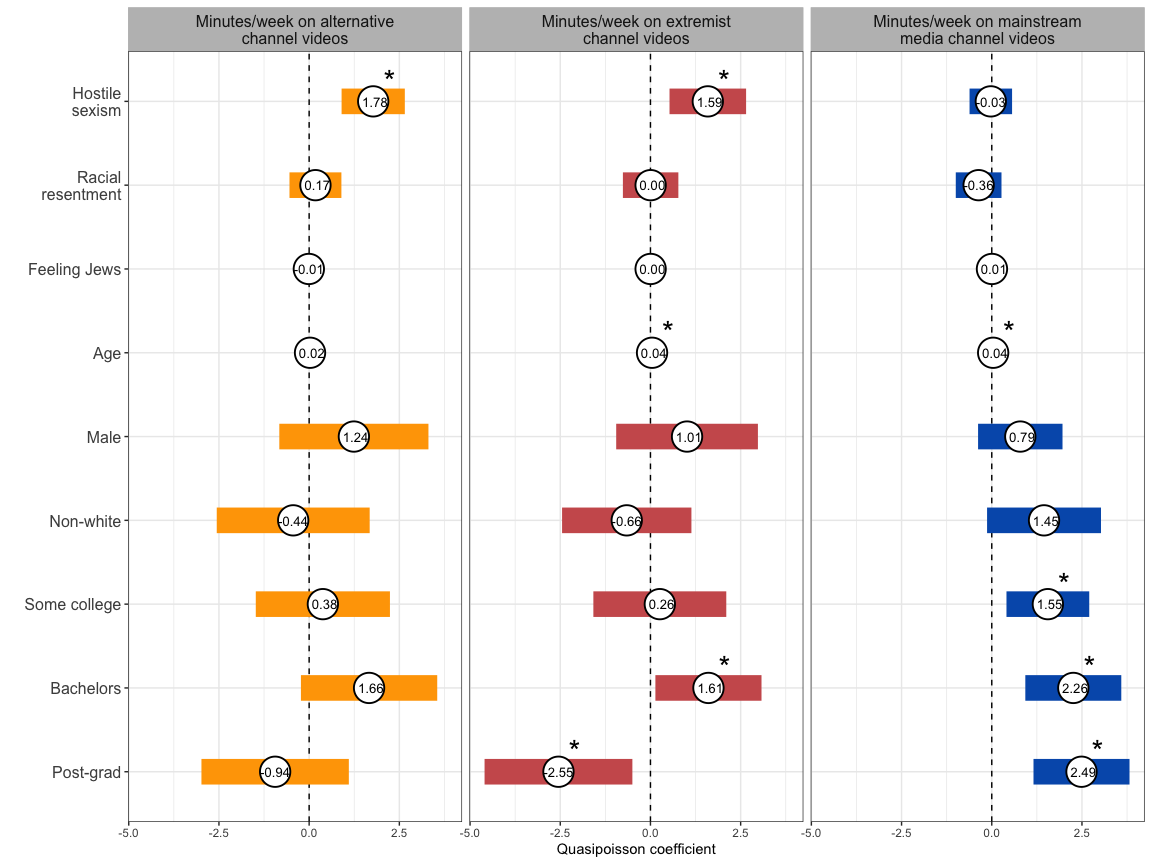 Minutes/week on alternative
channel videos
Minutes/week on extremist
channel videos
Minutes/week on mainstream
media channel videos
Hostile
sexism
* 1.78
* 1.59
-0.03
Racial
resentment
0.17
0.00
-0.36
Feeling Jews
-0.01
0.00
0.01
Age
0.02
* 0.04
* 0.04
Male
1.24
1.01
0.79
Non-white
-0.44
-0.66
1.45
Some college
0.38
0.26
* 1.55
Bachelors
1.66
* 1.61
* 2.26
Post-grad
-0.94
* -2.55
* 2.49
-5.0 -2.5 0.0 2.5
-5.0 -2.5 0.0 2.5
-5.0 -2.5 0.0 2.5
Quasipoisson coefficient